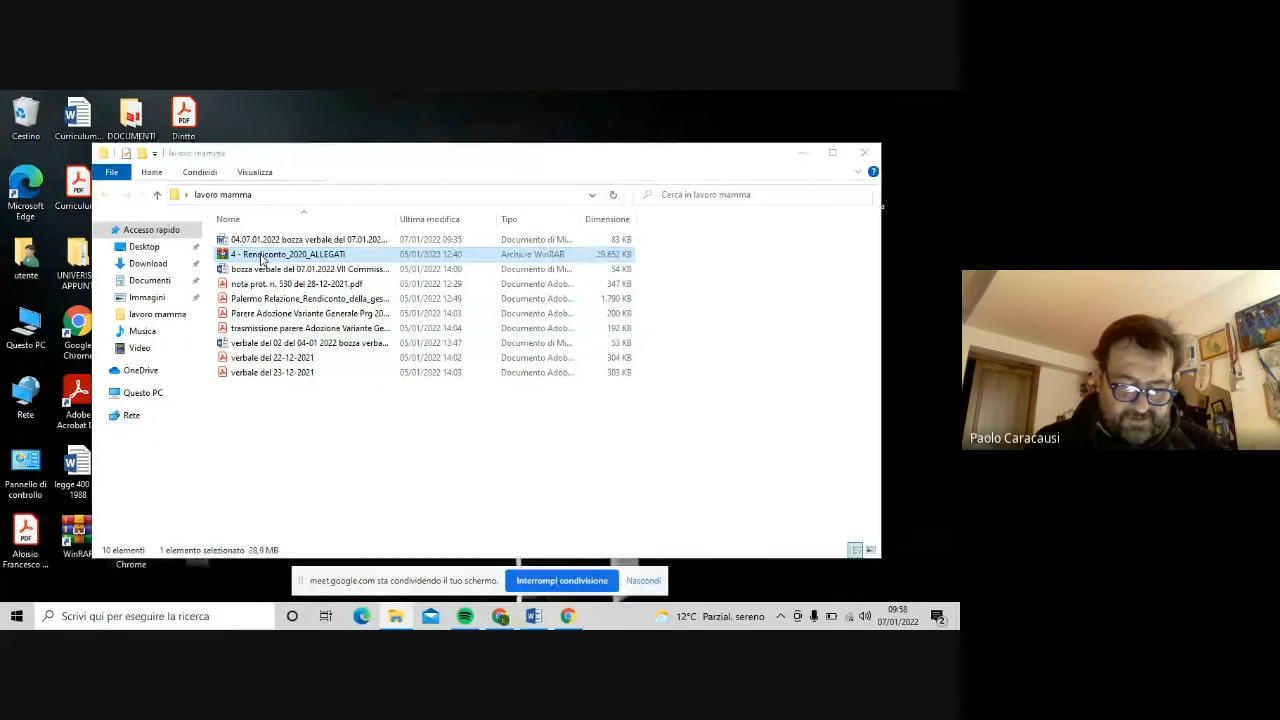 Cestino
Curriculum...
DOCUMENTI
Diritto
lavoro mamma
File
Home
Condividi
Visualizza
lavoro mamma
Cerca in lavoro mamma
Nome
Ultima modifica
Tipo
Dimensione
Accesso rapido
Desktop
Download
Documenti
Immagini
lavoro mamma
Musica
Video
OneDrive
Questo PC
Rete
04.07.01.2022 bozza verbale del 07.01.202... 07/01/2022 09:35 Documento di Mi... 83 KB
4 - Rendiconto_2020_ALLEGATI 05/01/2022 12:40 Archivio WinRAR 29.652 KB
bozza verbale del 07.01.2022 VII Commiss... 05/01/2022 14:00 Documento di Mi... 54 KB
nota prot. n. 530 del 28-12-2021.pdf 05/01/2022 12:29 Documento Adob... 347 KB
Palermo Relazione_Rendiconto_della_ges... 05/01/2022 12:49 Documento Adob... 1.790 KB
Parere Adozione Variante Generale Prg 20... 05/01/2022 14:03 Documento Adob... 200 KB
trasmissione parere Adozione Variante Ge... 05/01/2022 14:04 Documento Adob... 192 KB
verbale del 02 del 04-01 2022 bozza verba... 05/01/2022 13:47 Documento di Mi... 53 KB
verbale del 22-12-2021 05/01/2022 14:02 Documento Adob... 304 KB
verbale del 23-12-2021 05/01/2022 14:03 Documento Adob... 303 KB
Microsoft
Edge
Curriculum...
utente
UNIVERSI...
APPUNT...
Questo PC
Google
Chrome
Rete
Adobe
Acrobat D...
Pannello di
controllo
legge 400
1988
Aloisio
Francesco ...
WinRAR
Chrome
10 elementi
1 elemento selezionato 28,9 MB
meet.google.com sta condividendo il tuo schermo.
Interrompi condivisione
Nascondi
Scrivi qui per eseguire la ricerca
12°C Parzial. sereno
09:58
07/01/2022
2
Paolo Caracausi